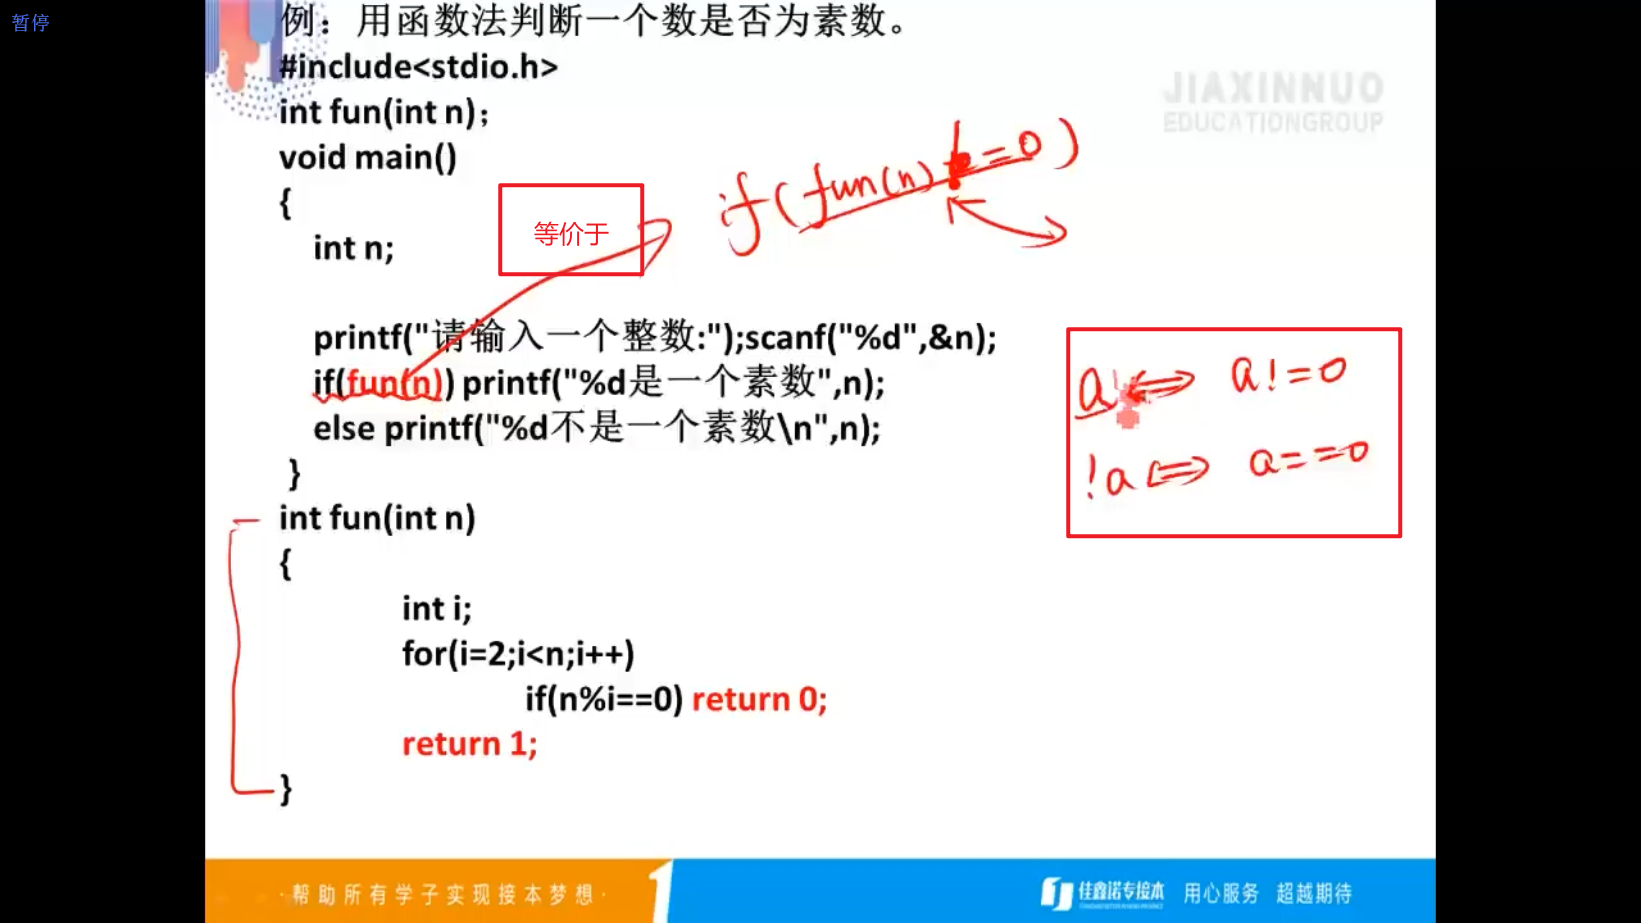 暂停
例：用函数法判断一个数是否为素数。
#include<stdio.h>
int fun(int n);
void main()
{
int n;
等价于
if(fun(n)!=0)
printf("请输入一个整数:");scanf("%d",&n);
if(fun(n)) printf("%d是一个素数",n);
else printf("%d不是一个素数\n",n);
}
int fun(int n)
{
int i;
for(i=2;i<n;i++)
if(n%i==0) return 0;
return 1;
}
a ⇔ a!=0
!a ⇔ a==0
JIAXINNUO
EDUCATIONGROUP
·帮助所有学子实现接本梦想·
1
佳鑫诺专接本
用心服务 超越期待